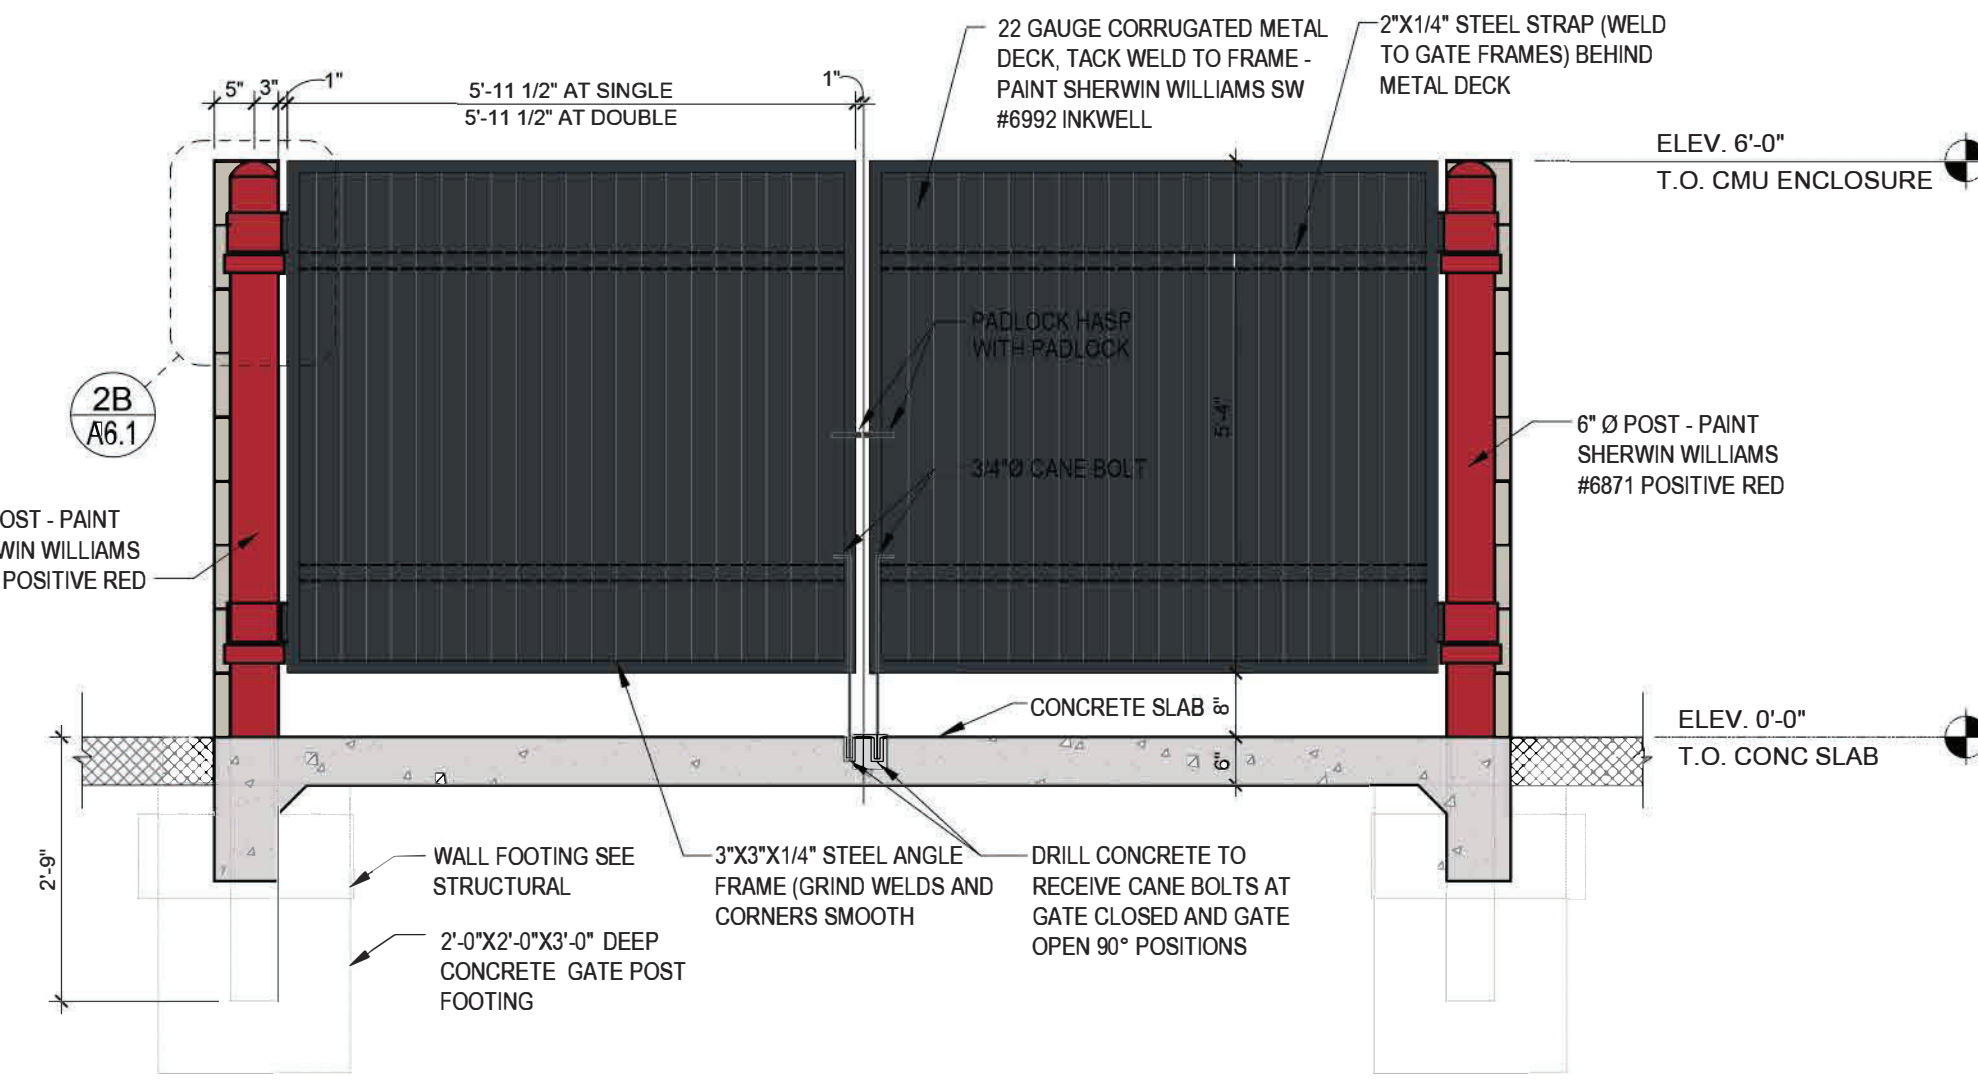 22 GAUGE CORRUGATED METAL
DECK, TACK WELD TO FRAME -
PAINT SHERWIN WILLIAMS SW
#6992 INKWELL
2"X1/4" STEEL STRAP (WELD
TO GATE FRAMES) BEHIND
METAL DECK
5"
3"
1"
5'-11 1/2" AT SINGLE
5'-11 1/2" AT DOUBLE
1"
ELEV. 6'-0"
T.O. CMU ENCLOSURE
PADLOCK HASP
WITH PADLOCK
2B
A6.1
5'-4"
3/4"Ø CANE BOLT
6" Ø POST - PAINT
SHERWIN WILLIAMS
#6871 POSITIVE RED
OST - PAINT
WIN WILLIAMS
POSITIVE RED
CONCRETE SLAB
8"
ELEV. 0'-0"
T.O. CONC SLAB
6"
2'-9"
WALL FOOTING SEE
STRUCTURAL
2'-0"X2'-0"X3'-0" DEEP
CONCRETE GATE POST
FOOTING
3"X3"X1/4" STEEL ANGLE
FRAME (GRIND WELDS AND
CORNERS SMOOTH
DRILL CONCRETE TO
RECEIVE CANE BOLTS AT
GATE CLOSED AND GATE
OPEN 90° POSITIONS